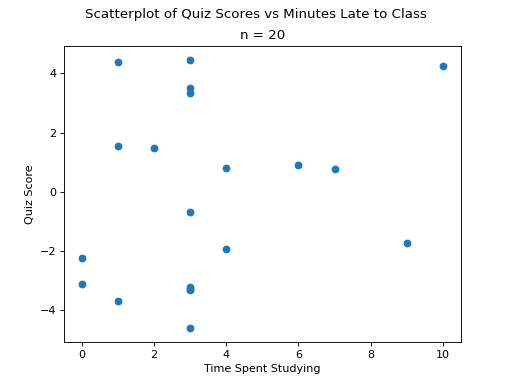 Scatterplot of Quiz Scores vs Minutes Late to Class
n = 20
4
2
0
−2
−4
Quiz Score
0 2 4 6 8 10
Time Spent Studying